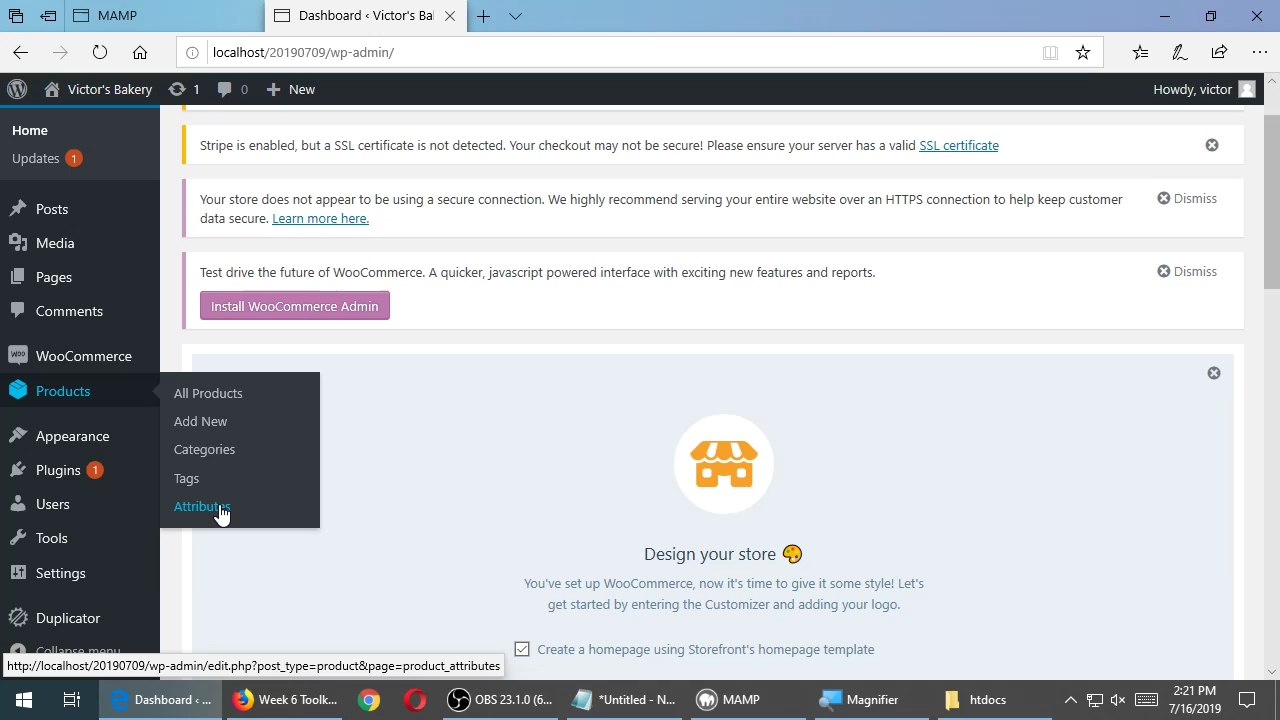 MAMP
Dashboard ‹ Victor's Ba
localhost/20190709/wp-admin/
Victor's Bakery
1
0
New
Howdy, victor
Home
Updates 1
Posts
Media
Pages
Comments
WooCommerce
Products
Appearance
Plugins 1
Users
Tools
Settings
Duplicator
Collapse menu
All Products
Add New
Categories
Tags
Attributes
Stripe is enabled, but a SSL certificate is not detected. Your checkout may not be secure! Please ensure your server has a valid SSL certificate
Your store does not appear to be using a secure connection. We highly recommend serving your entire website over an HTTPS connection to help keep customer
data secure. Learn more here.
Dismiss
Test drive the future of WooCommerce. A quicker, javascript powered interface with exciting new features and reports.
Dismiss
Install WooCommerce Admin
Design your store
You've set up WooCommerce, now it's time to give it some style! Let's
get started by entering the Customizer and adding your logo.
Create a homepage using Storefront's homepage template
http://localhost/20190709/wp-admin/edit.php?post_type=product&page=product_attributes
Dashboard ‹ ...
Week 6 Toolk...
OBS 23.1.0 (6...
*Untitled - N...
MAMP
Magnifier
htdocs
2:21 PM
7/16/2019